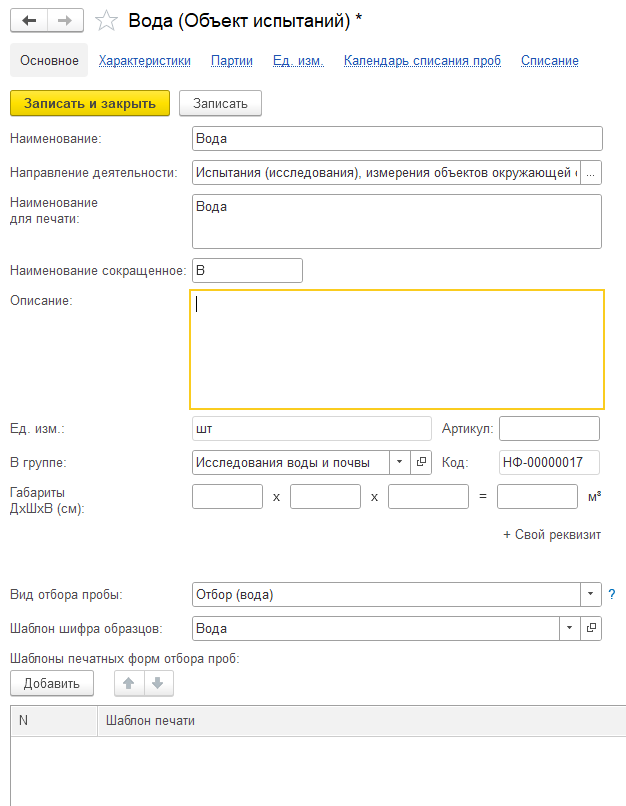 Вода (Объект испытаний) *
Основное Характеристики Партии Ед. изм. Календарь списания проб Списание
Записать и закрыть Записать
Наименование: Вода
Направление деятельности: Испытания (исследования), измерения объектов окружающей ...
Наименование Вода
для печати:
Наименование сокращенное: В
Описание:
Ед. изм.: шт Артикул:
В группе: Исследования воды и почвы Код: НФ-00000017
Габариты
ДхШхВ (см): x x = м³
+ Свой реквизит
Вид отбора пробы: Отбор (вода) ?
Шаблон шифра образцов: Вода
Шаблоны печатных форм отбора проб:
Добавить
N Шаблон печати